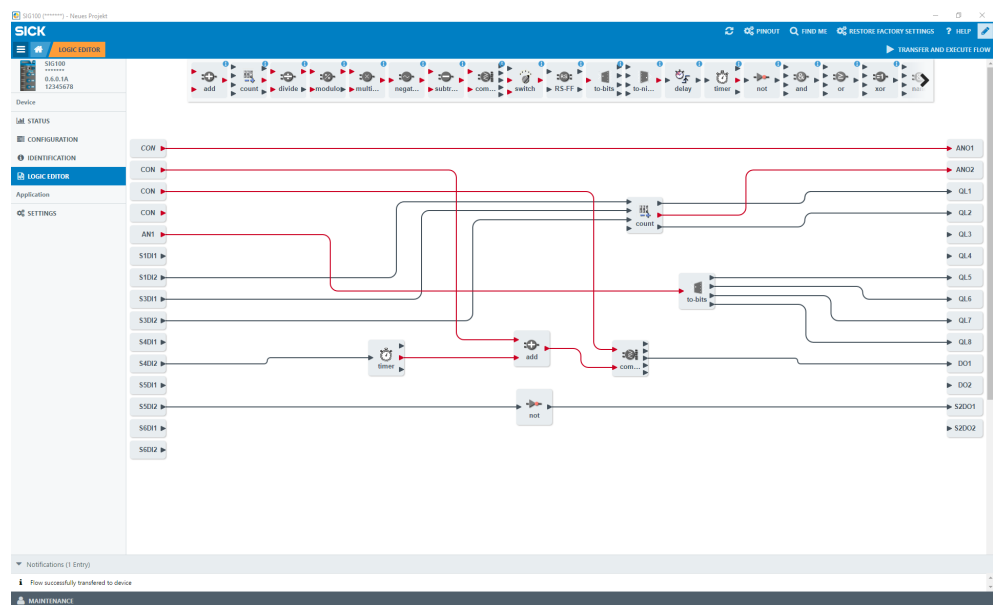 SIG100 (*******) - Neues Projekt
SICK
PINOUT
FIND ME
RESTORE FACTORY SETTINGS
? HELP
LOGIC EDITOR
TRANSFER AND EXECUTE FLOW
SIG100
*******
0.6.0.1A
12345678
add
count
divide
modulo
multi...
negat...
subtr...
com...
switch
RS-FF
to-bits
to-ni...
delay
timer
not
and
or
xor
Device
STATUS
CONFIGURATION
IDENTIFICATION
LOGIC EDITOR
Application
SETTINGS
CON
ANO1
CON
ANO2
CON
QL1
CON
QL2
count
AN1
QL3
S1DI1
QL4
S1DI2
QL5
S3DI1
QL6
to-bits
S3DI2
QL7
S4DI1
QL8
S4DI2
timer
add
com...
DO1
S5DI1
DO2
S5DI2
not
S2DO1
S6DI1
S2DO2
S6DI2
Notifications (1 Entry)
i Flow successfully transfered to device
MAINTENANCE